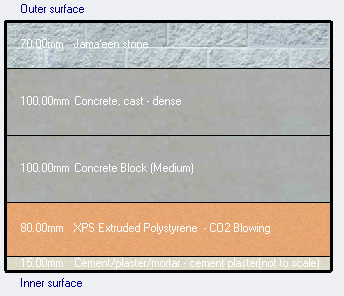 Outer surface
70.00mm Jama'een stone
100.00mm Concrete, cast - dense
100.00mm Concrete Block (Medium)
80.00mm XPS Extruded Polystyrene - CO2 Blowing
15.00mm Cement/plaster/mortar - cement plaster(not to scale)
Inner surface